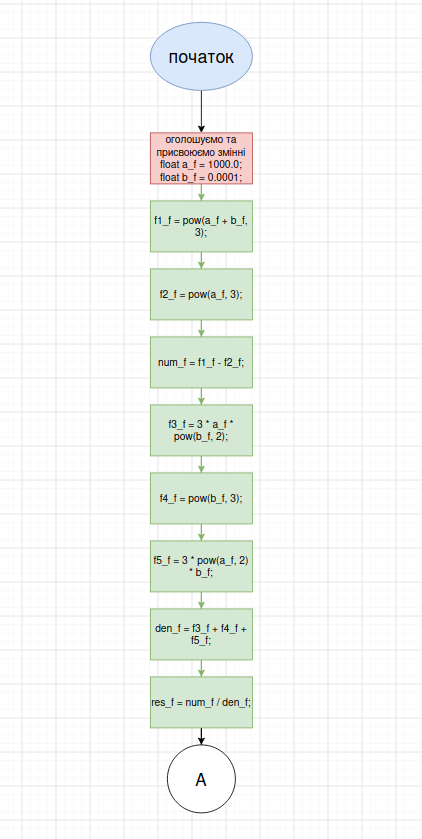 початок
оголошуємо та
присвоюємо змінні
float a_f = 1000.0;
float b_f = 0.0001;
f1_f = pow(a_f + b_f,
3);
f2_f = pow(a_f, 3);
num_f = f1_f - f2_f;
f3_f = 3 * a_f *
pow(b_f, 2);
f4_f = pow(b_f, 3);
f5_f = 3 * pow(a_f, 2)
* b_f;
den_f = f3_f + f4_f +
f5_f;
res_f = num_f / den_f;
A